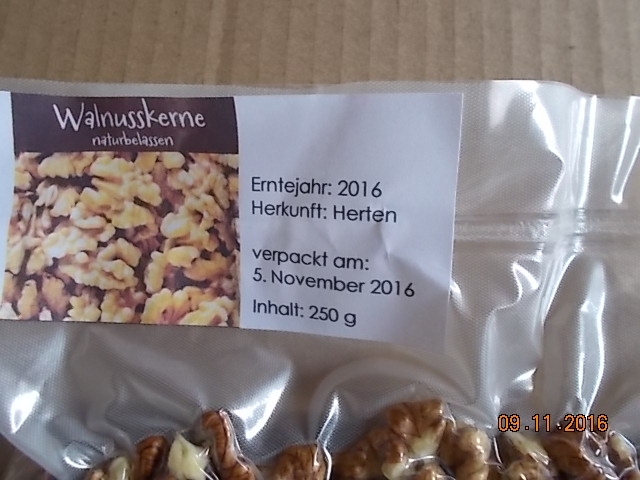 Walnusskerne
naturbelassen
Erntejahr: 2016
Herkunft: Herten
verpackt am:
5. November 2016
Inhalt: 250 g
09.11.2016